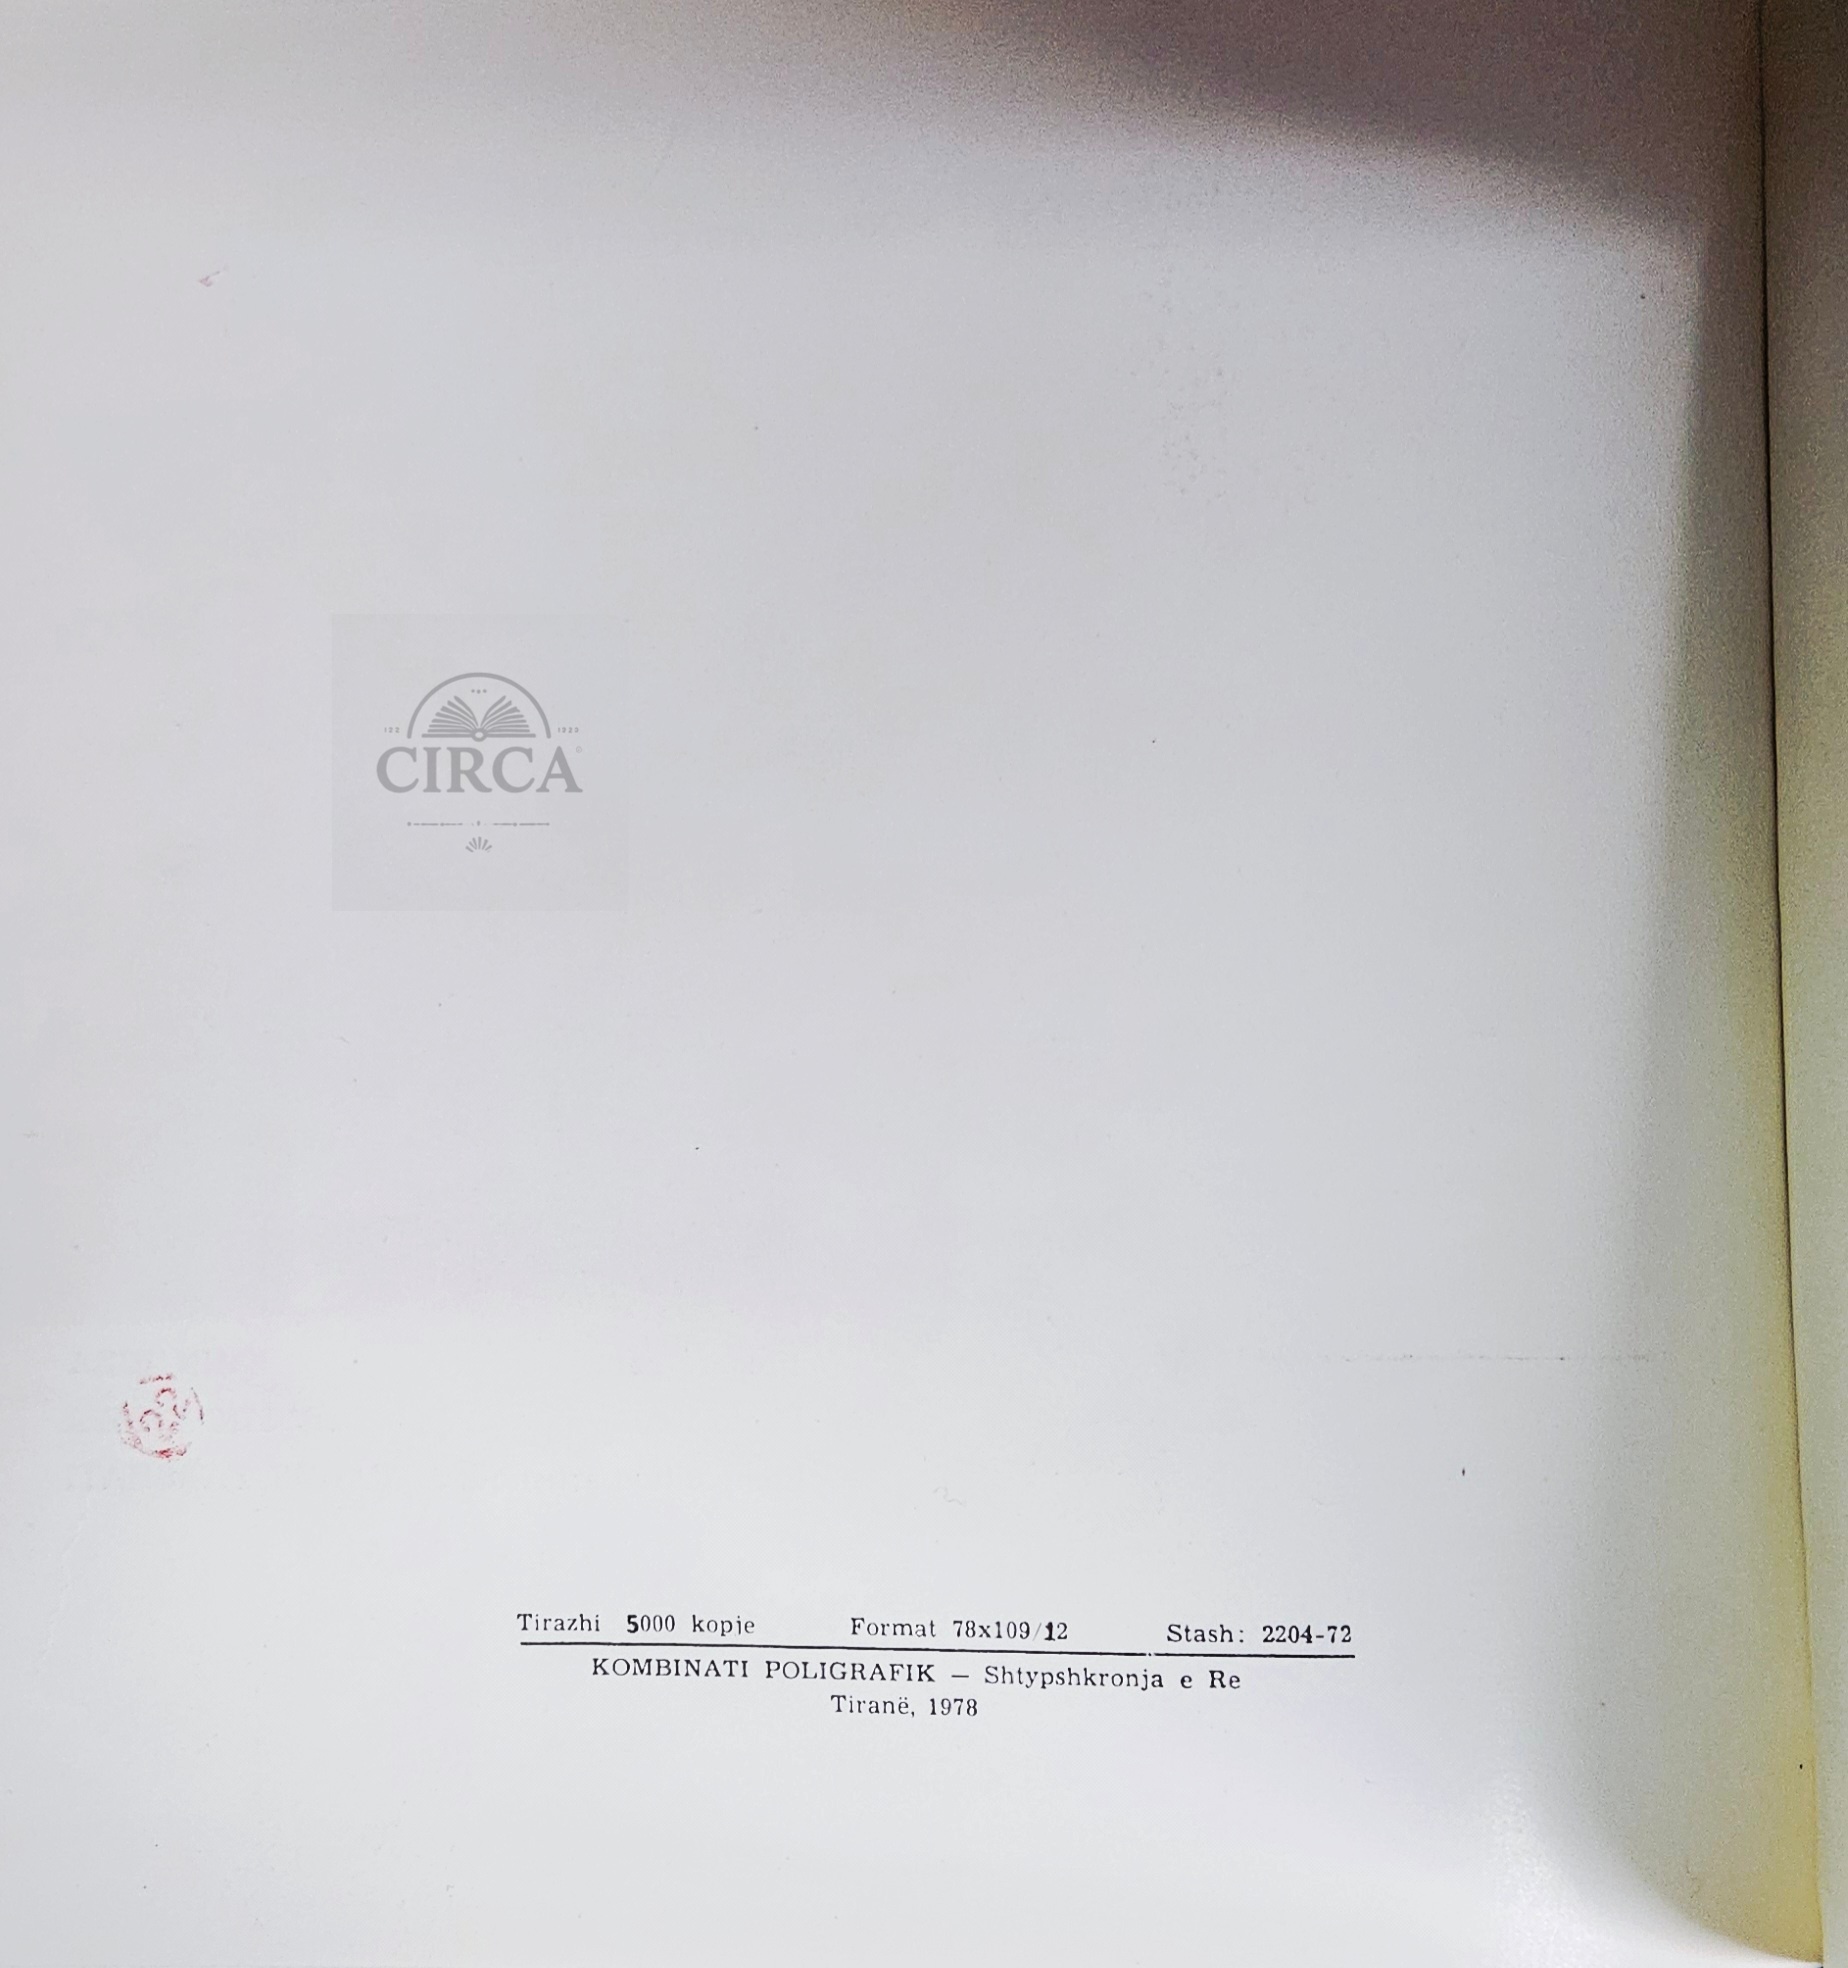 CIRCA
Tirazhi 5000 kopje Format 78x109/12 Stash: 2204-72
KOMBINATI POLIGRAFIK — Shtypshkronja e Re
Tiranë, 1978